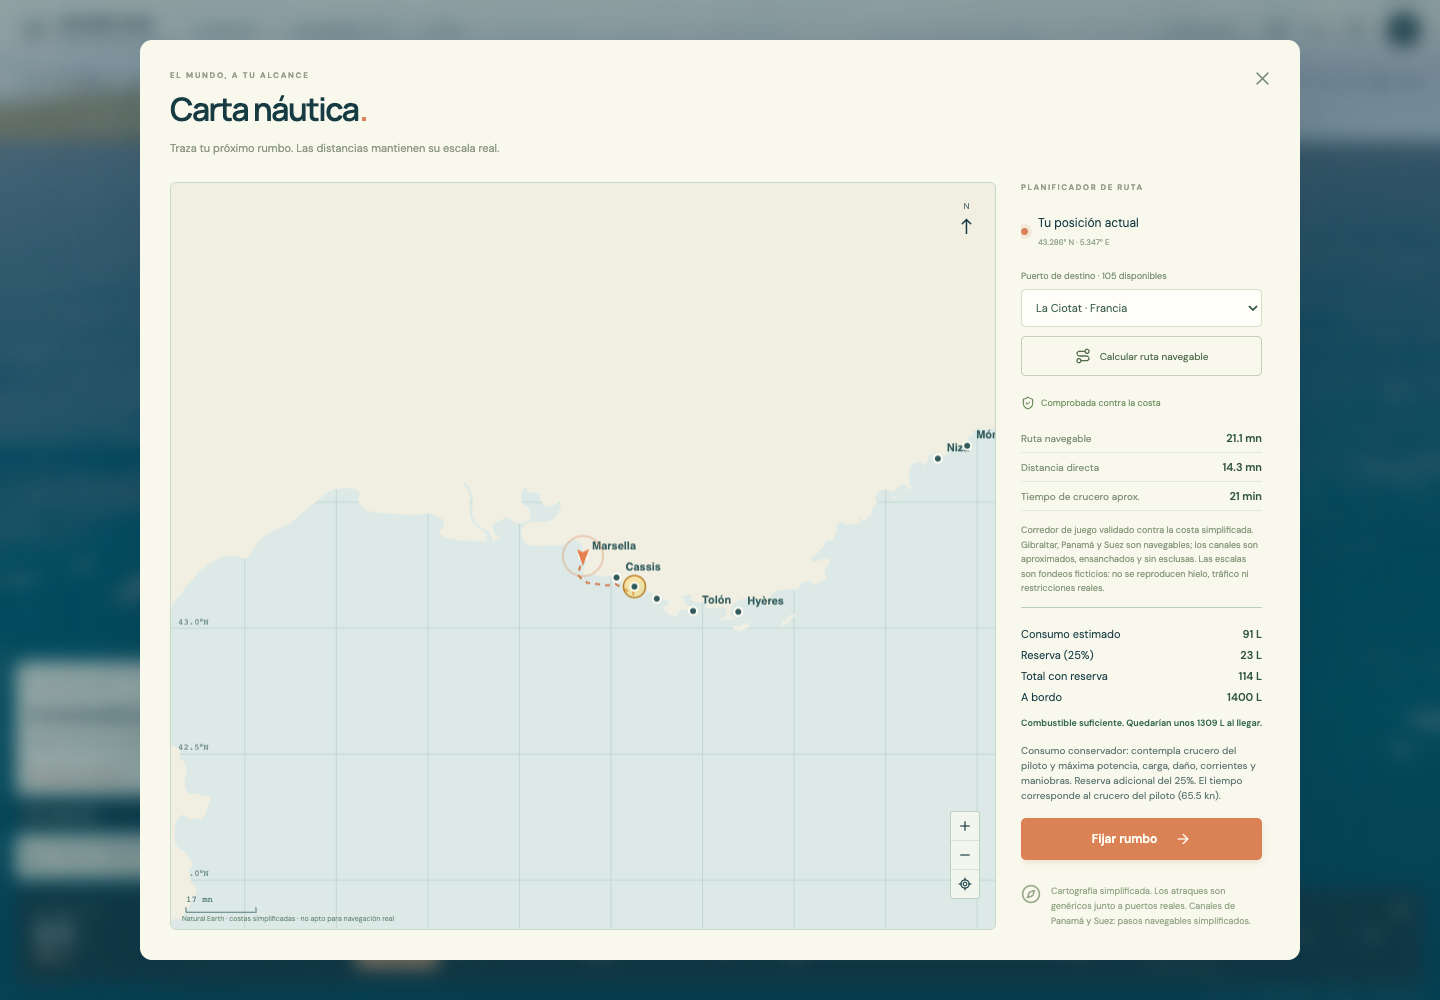 EL MUNDO, A TU ALCANCE
Carta náutica.
Traza tu próximo rumbo. Las distancias mantienen su escala real.
N
Món
Niz
Marsella
Cassis
Tolón
Hyères
43.0°N
42.5°N
.0°N
17 mn
Natural Earth · costas simplificadas · no apto para navegación real
PLANIFICADOR DE RUTA
Tu posición actual
43.286° N · 5.347° E
Puerto de destino · 105 disponibles
La Ciotat · Francia
Calcular ruta navegable
Comprobada contra la costa
Ruta navegable 21.1 mn
Distancia directa 14.3 mn
Tiempo de crucero aprox. 21 min
Corredor de juego validado contra la costa simplificada.
Gibraltar, Panamá y Suez son navegables; los canales son
aproximados, ensanchados y sin esclusas. Las escalas
son fondeos ficticios: no se reproducen hielo, tráfico ni
restricciones reales.
Consumo estimado 91 L
Reserva (25%) 23 L
Total con reserva 114 L
A bordo 1400 L
Combustible suficiente. Quedarían unos 1309 L al llegar.
Consumo conservador: contempla crucero del
piloto y máxima potencia, carga, daño, corrientes y
maniobras. Reserva adicional del 25%. El tiempo
corresponde al crucero del piloto (65.5 kn).
Fijar rumbo
Cartografía simplificada. Los atraques son
genéricos junto a puertos reales. Canales de
Panamá y Suez: pasos navegables simplificados.